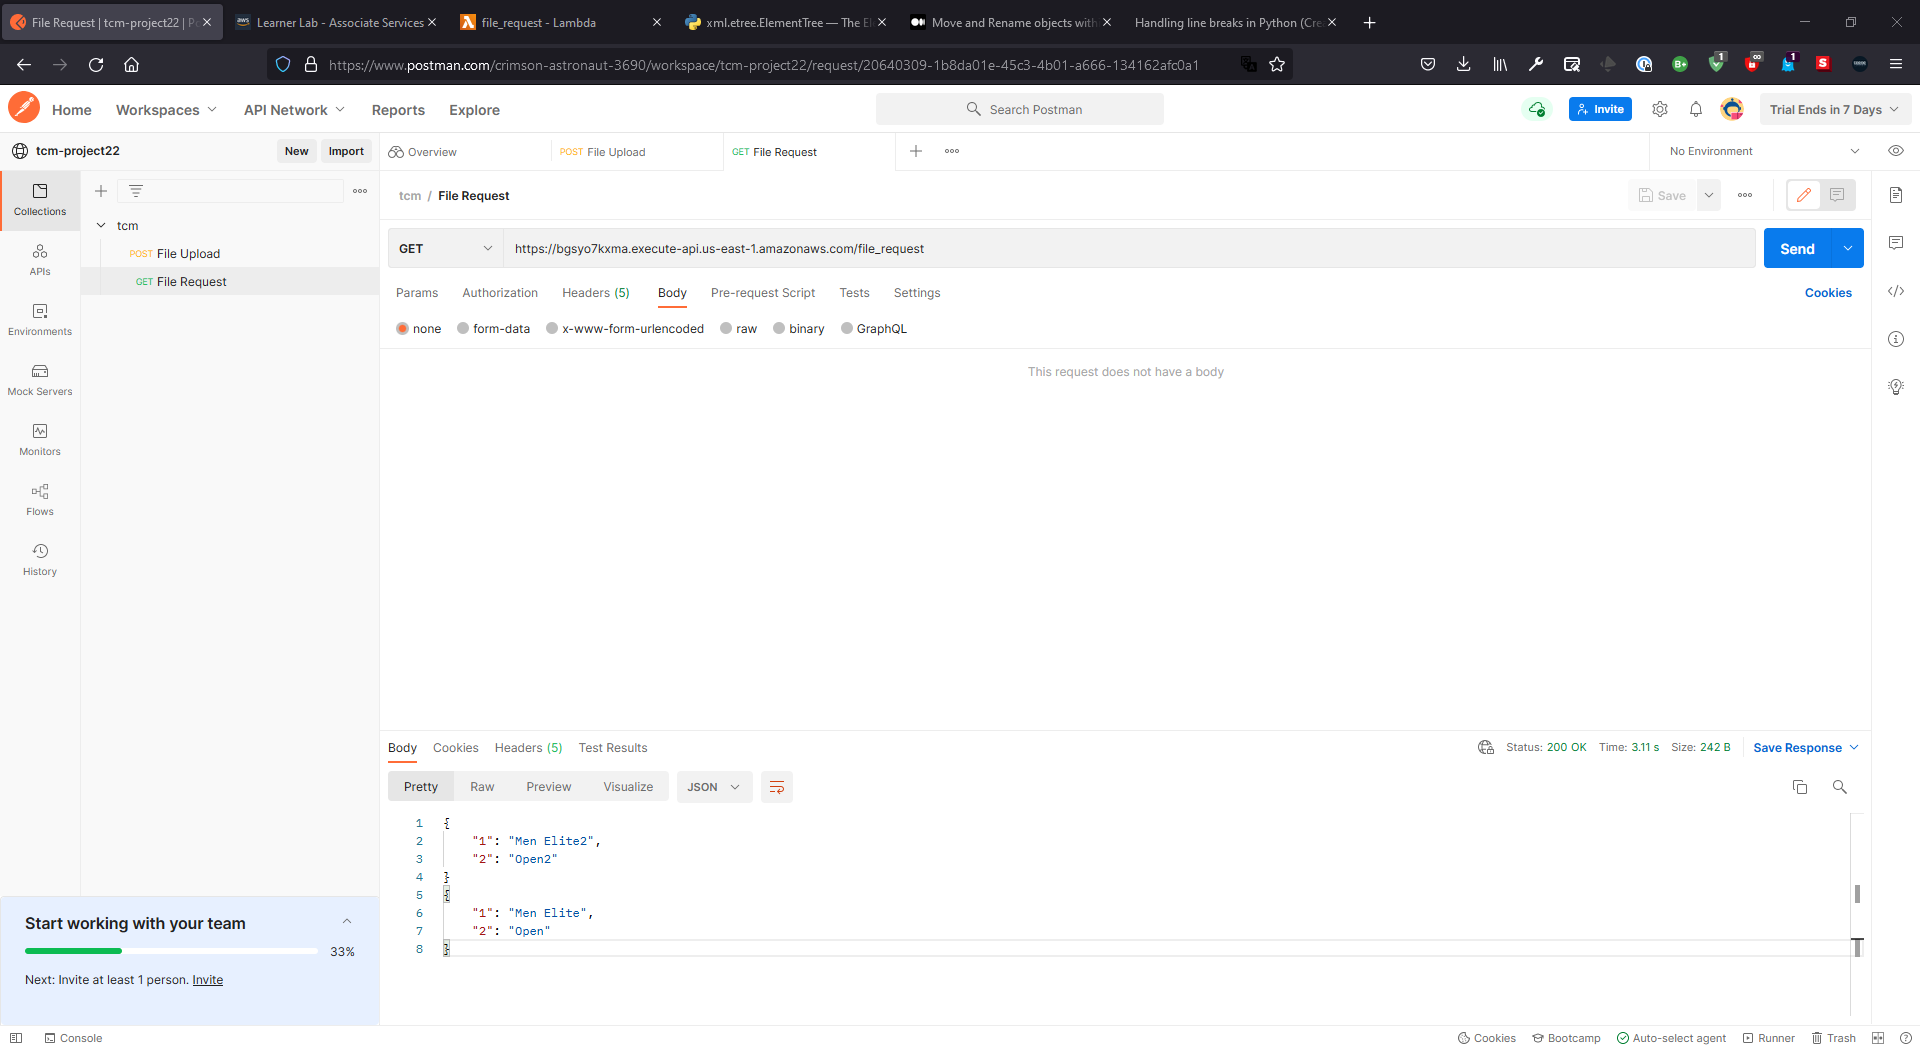 File Request | tcm-project22 | Po
aws
Learner Lab - Associate Services
file_request - Lambda
xml.etree.ElementTree — The El
Move and Rename objects with
Handling line breaks in Python (Cre
https://www.postman.com/crimson-astronaut-3690/workspace/tcm-project22/request/20640309-1b8da01e-45c3-4b01-a666-134162afc0a1
Home
Workspaces
API Network
Reports
Explore
Search Postman
Invite
Trial Ends in 7 Days
tcm-project22
New
Import
Overview
POST File Upload
GET File Request
No Environment
Collections
APIs
Environments
Mock Servers
Monitors
Flows
History
tcm
POST File Upload
GET File Request
tcm / File Request
Save
GET
https://bgsyo7kxma.execute-api.us-east-1.amazonaws.com/file_request
Send
Params
Authorization
Headers (5)
Body
Pre-request Script
Tests
Settings
Cookies
none
form-data
x-www-form-urlencoded
raw
binary
GraphQL
This request does not have a body
Body
Cookies
Headers (5)
Test Results
Status: 200 OK
Time: 3.11 s
Size: 242 B
Save Response
Pretty
Raw
Preview
Visualize
JSON
1 {
2 "1": "Men Elite2",
3 "2": "Open2"
4 }
5 {
6 "1": "Men Elite",
7 "2": "Open"
8 }
Start working with your team
33%
Next: Invite at least 1 person. Invite
Console
Cookies
Bootcamp
Auto-select agent
Runner
Trash